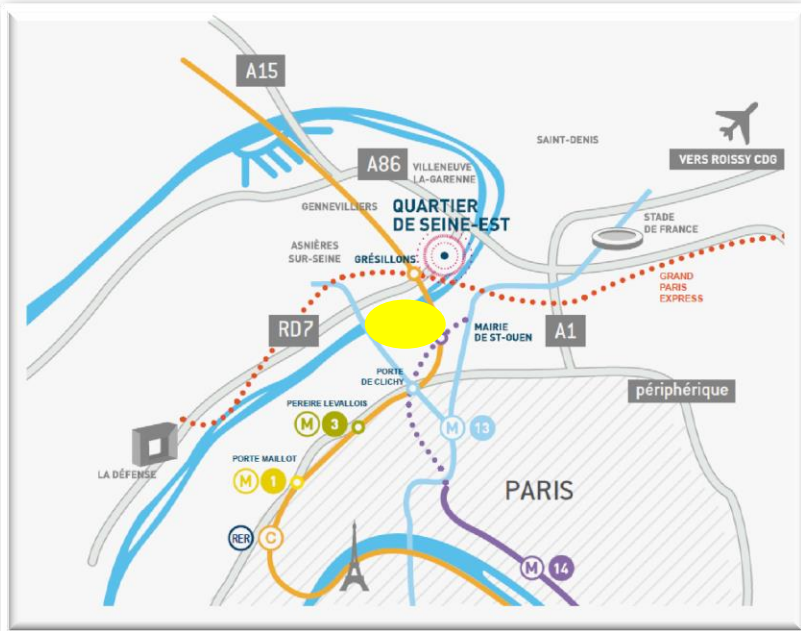 A15
SAINT-DENIS
VERS ROISSY CDG
A86
VILLENEUVE
LA-GARENNE
GENNEVILLIERS
QUARTIER
DE SEINE-EST
STADE
DE FRANCE
ASNIÈRES
SUR-SEINE
GRÉSILLONS
GRAND
PARIS
EXPRESS
RD7
MAIRIE
DE ST-OUEN
A1
PORTE
DE CLICHY
périphérique
PEREIRE LEVALLOIS
M 3
M 13
PORTE MAILLOT
LA DÉFENSE
M 1
PARIS
RER C
M 14